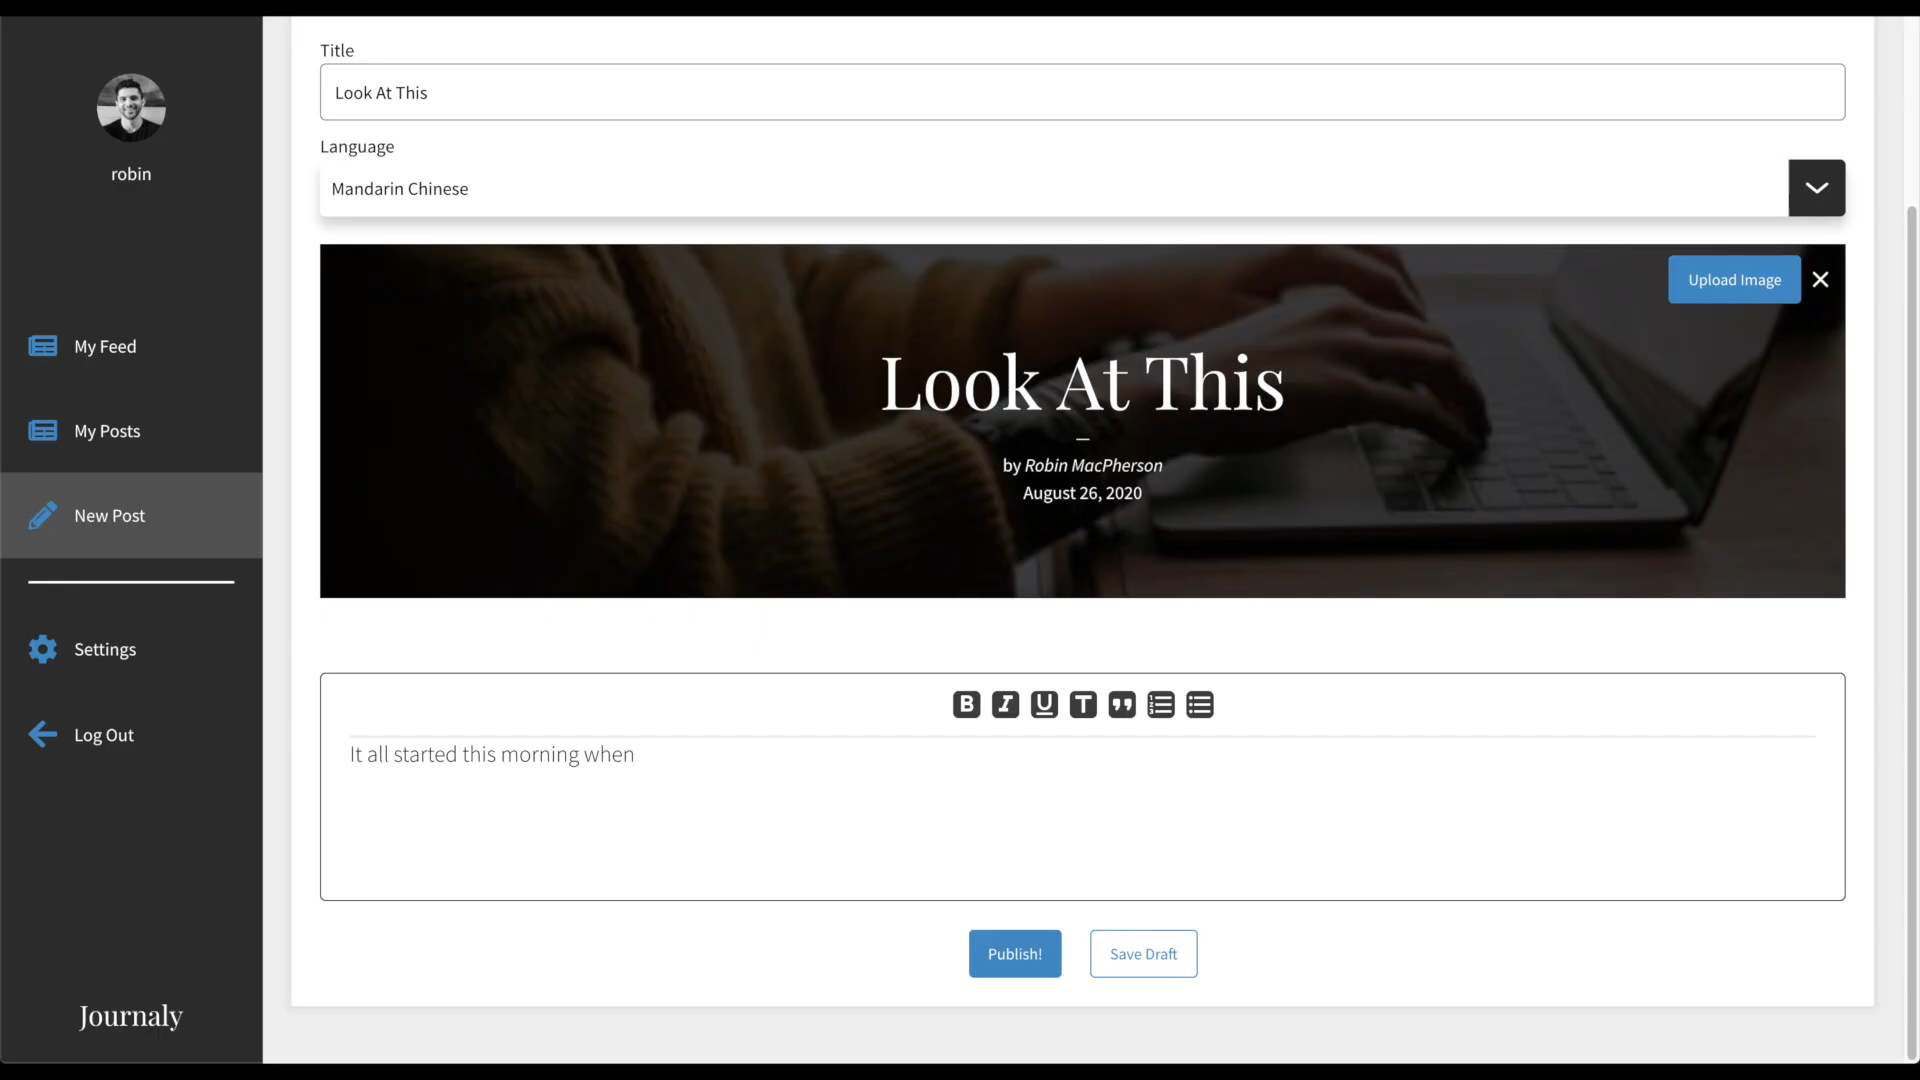 robin
My Feed
My Posts
New Post
Settings
Log Out
Journaly
Title
Look At This
Language
Mandarin Chinese
Upload Image
Look At This
by Robin MacPherson
August 26, 2020
It all started this morning when
Publish!
Save Draft